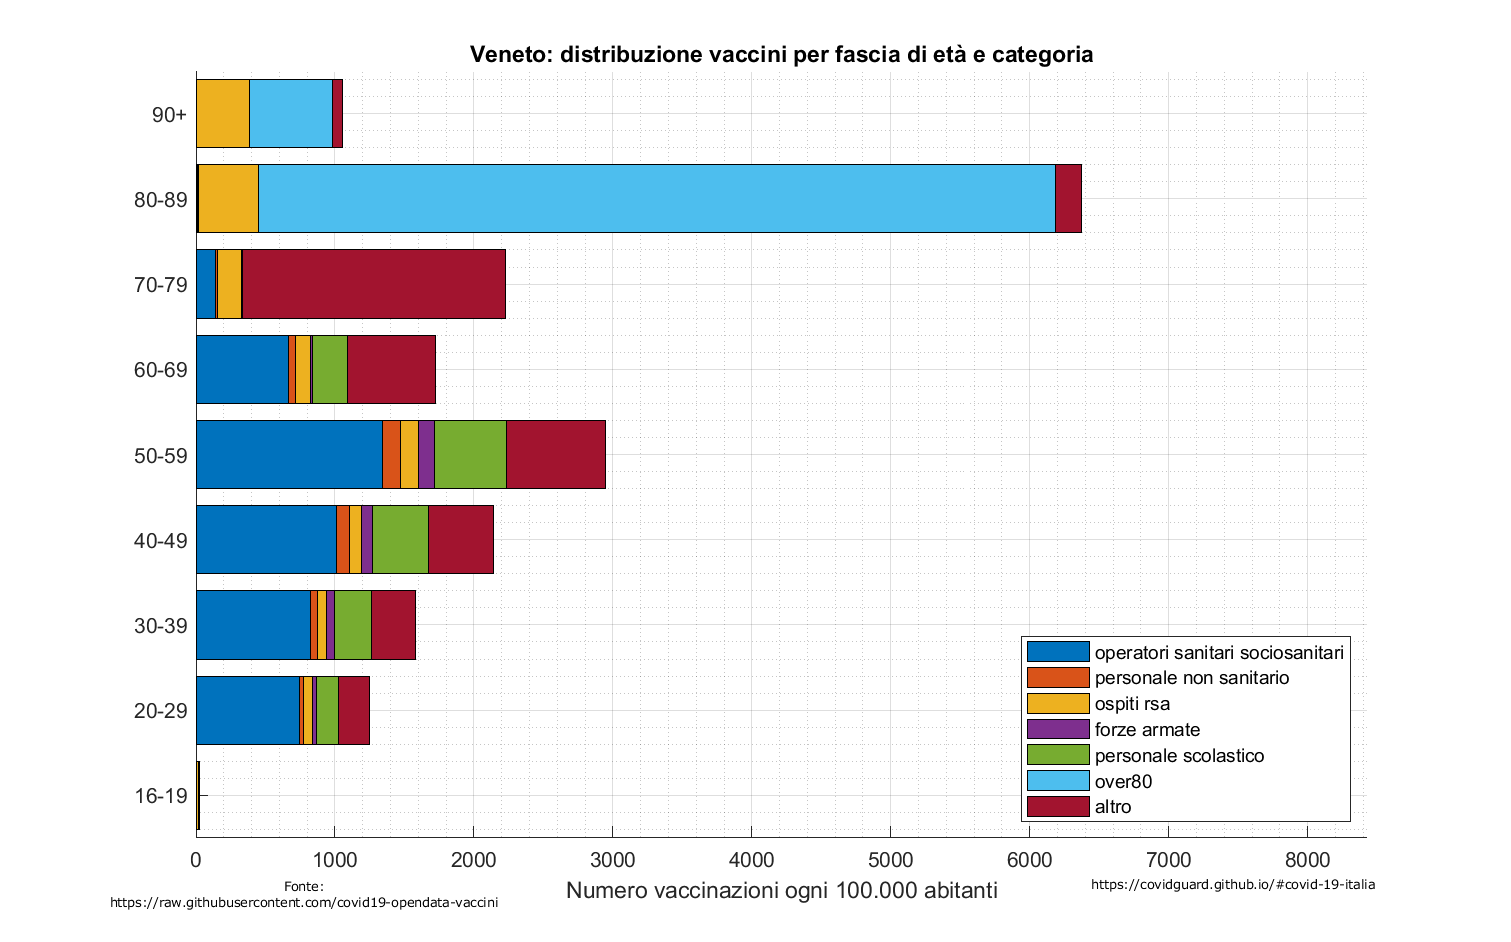 Veneto: distribuzione vaccini per fascia di età e categoria
90+
80-89
70-79
60-69
50-59
40-49
30-39
20-29
16-19
operatori sanitari sociosanitari
personale non sanitario
ospiti rsa
forze armate
personale scolastico
over80
altro
0 1000 2000 3000 4000 5000 6000 7000 8000
Numero vaccinazioni ogni 100.000 abitanti
Fonte:
https://raw.githubusercontent.com/covid19-opendata-vaccini
https://covidguard.github.io/#covid-19-italia